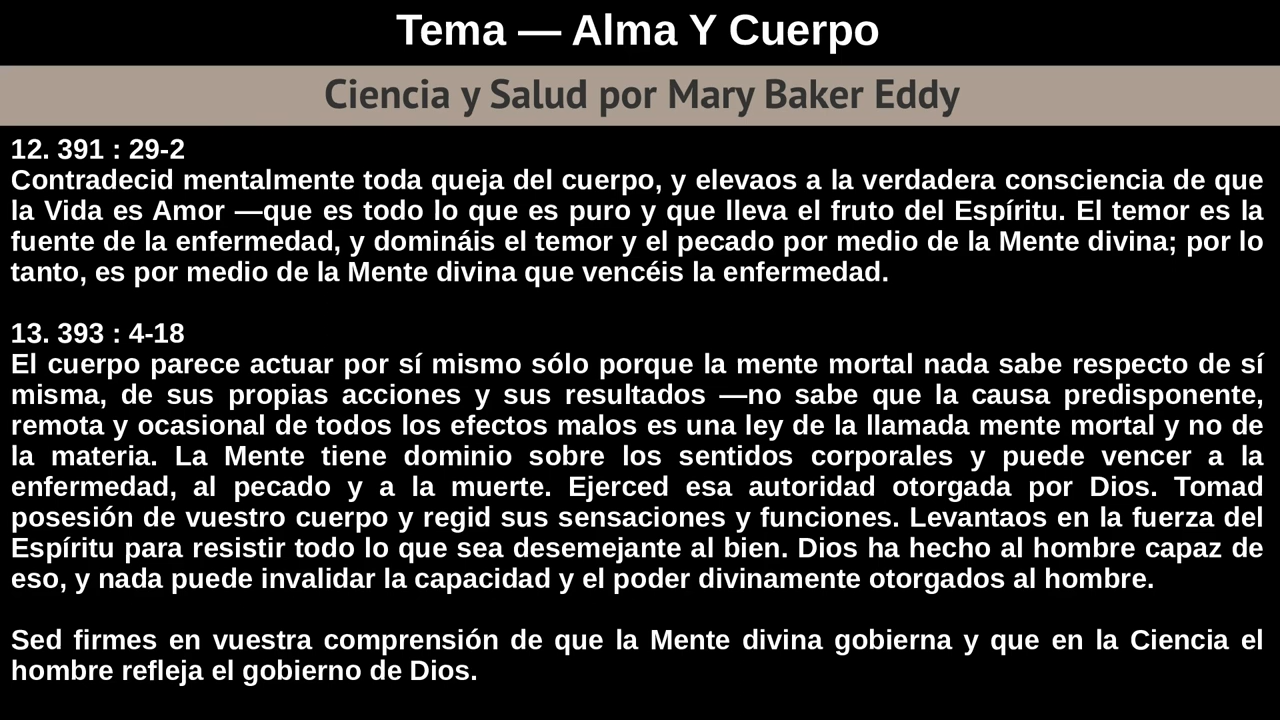 Tema — Alma Y Cuerpo
Ciencia y Salud por Mary Baker Eddy
12. 391 : 29-2
Contradecid mentalmente toda queja del cuerpo, y elevaos a la verdadera consciencia de que
la Vida es Amor —que es todo lo que es puro y que lleva el fruto del Espíritu. El temor es la
fuente de la enfermedad, y domináis el temor y el pecado por medio de la Mente divina; por lo
tanto, es por medio de la Mente divina que vencéis la enfermedad.
13. 393 : 4-18
El cuerpo parece actuar por sí mismo sólo porque la mente mortal nada sabe respecto de sí
misma, de sus propias acciones y sus resultados —no sabe que la causa predisponente,
remota y ocasional de todos los efectos malos es una ley de la llamada mente mortal y no de
la materia. La Mente tiene dominio sobre los sentidos corporales y puede vencer a la
enfermedad, al pecado y a la muerte. Ejerced esa autoridad otorgada por Dios. Tomad
posesión de vuestro cuerpo y regid sus sensaciones y funciones. Levantaos en la fuerza del
Espíritu para resistir todo lo que sea desemejante al bien. Dios ha hecho al hombre capaz de
eso, y nada puede invalidar la capacidad y el poder divinamente otorgados al hombre.
Sed firmes en vuestra comprensión de que la Mente divina gobierna y que en la Ciencia el
hombre refleja el gobierno de Dios.